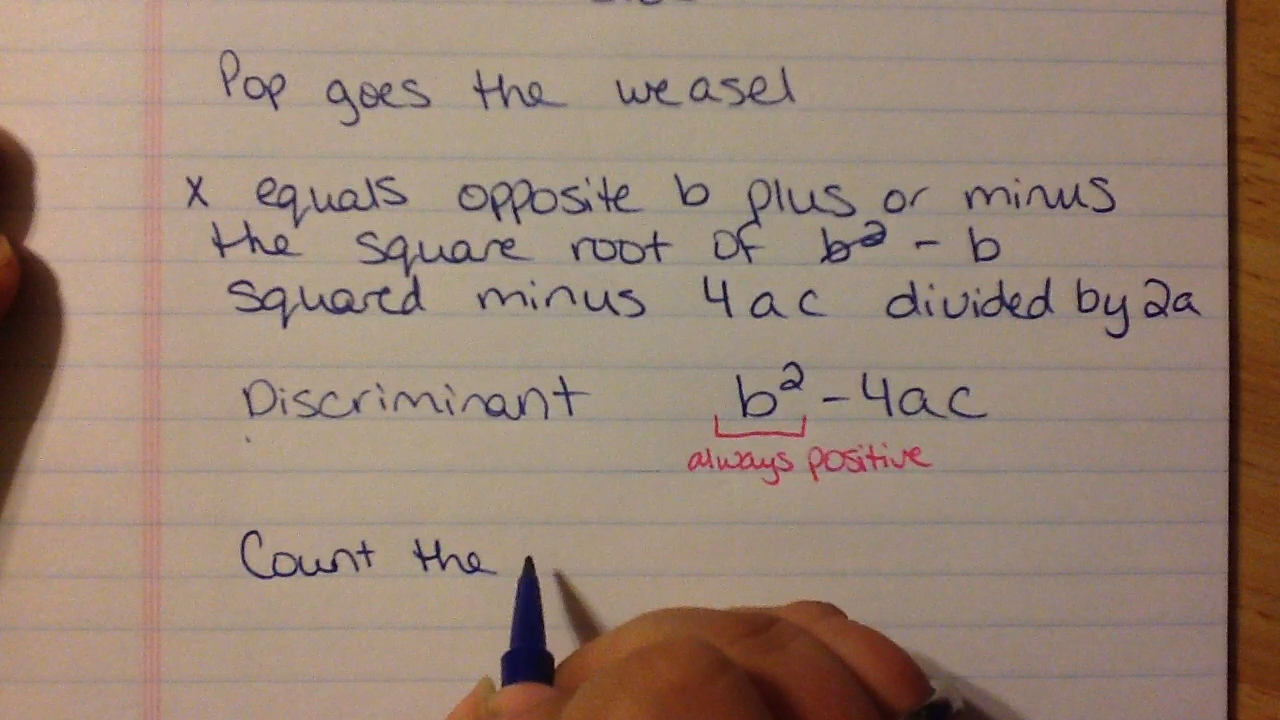 Pop goes the weasel
x equals opposite b plus or minus
the square root of b² - b
squared minus 4ac divided by 2a
Discriminant b² - 4ac
always positive
Count the